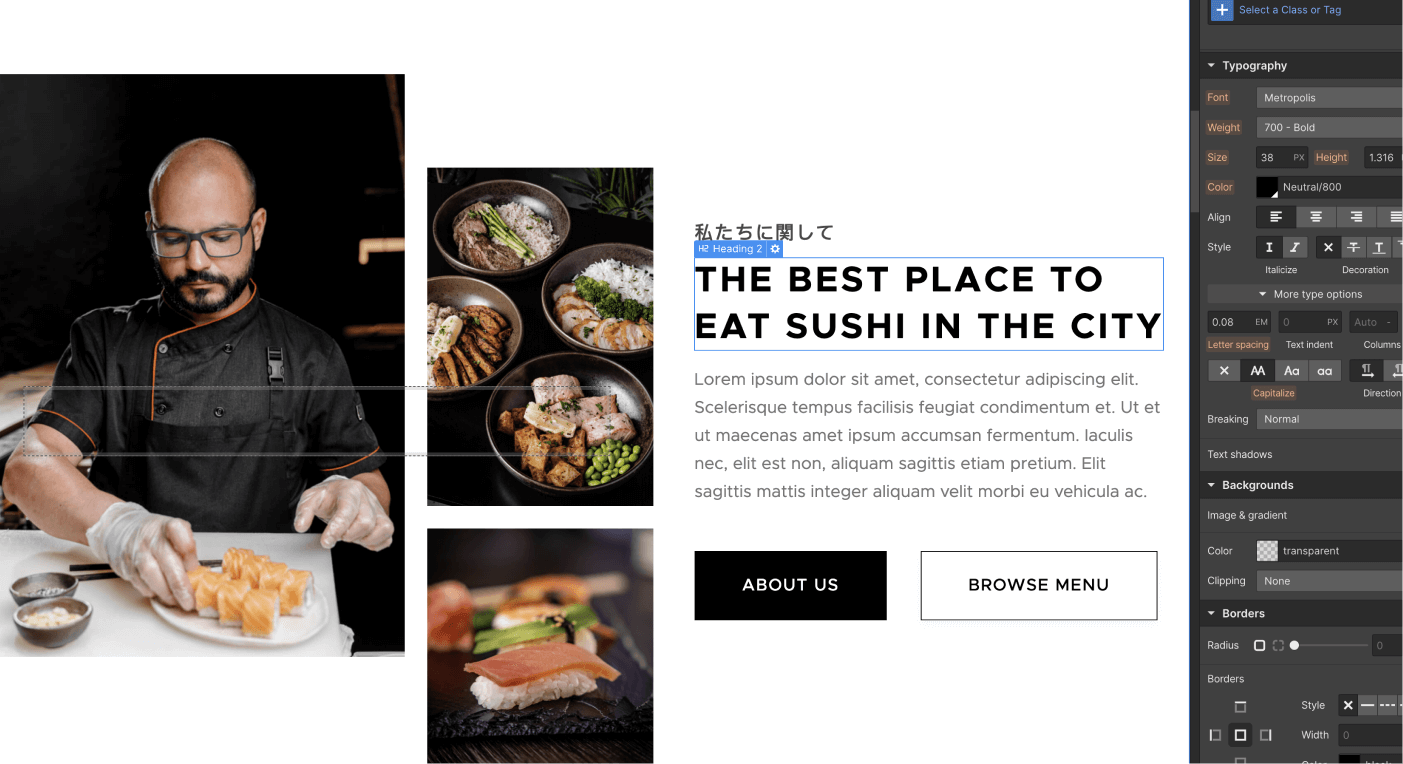 私たちに関して
H2 Heading 2
THE BEST PLACE TO
EAT SUSHI IN THE CITY
Lorem ipsum dolor sit amet, consectetur adipiscing elit.
Scelerisque tempus facilisis feugiat condimentum et. Ut et
ut maecenas amet ipsum accumsan fermentum. Iaculis
nec, elit est non, aliquam sagittis etiam pretium. Elit
sagittis mattis integer aliquam velit morbi eu vehicula ac.
ABOUT US
BROWSE MENU
Select a Class or Tag
Typography
Font Metropolis
Weight 700 - Bold
Size 38 PX Height 1.316
Color Neutral/800
Align
Style
Italicize Decoration
More type options
0.08 EM 0 PX Auto -
Letter spacing Text indent Columns
AA Aa aa
Capitalize Direction
Breaking Normal
Text shadows
Backgrounds
Image & gradient
Color transparent
Clipping None
Borders
Radius 0
Borders
Style
Width 0